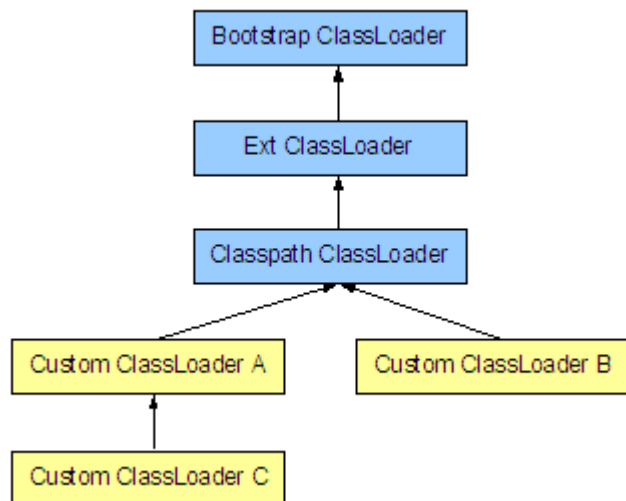 Bootstrap ClassLoader
Ext ClassLoader
Classpath ClassLoader
Custom ClassLoader A
Custom ClassLoader B
Custom ClassLoader C